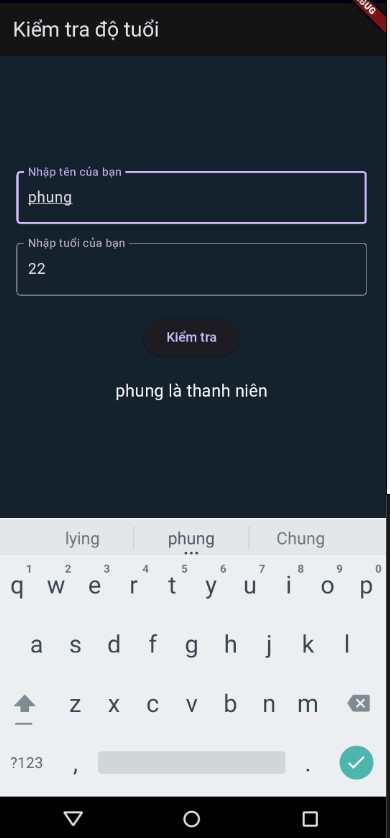 Kiểm tra độ tuổi
Nhập tên của bạn
phung
Nhập tuổi của bạn
22
Kiểm tra
phung là thanh niên
lying phung Chung
1 2 3 4 5 6 7 8 9 0
q w e r t y u i o p
a s d f g h j k l
z x c v b n m
?123 , .